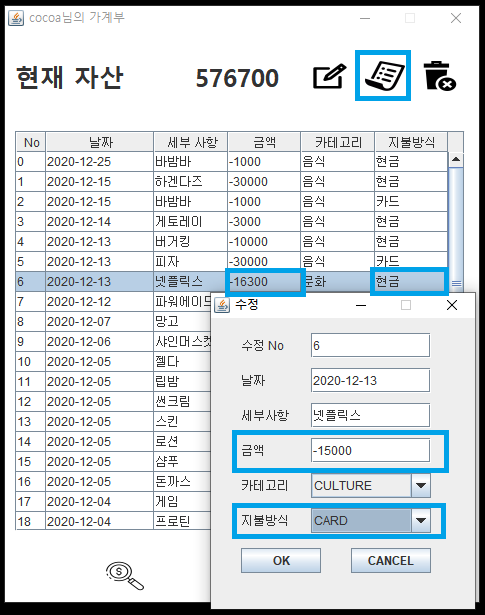 cocoa님의 가계부
현재 자산 576700
No 날짜 세부 사항 금액 카테고리 지불방식
0 2020-12-25 바밤바 -1000 음식 현금
1 2020-12-15 하겐다즈 -30000 음식 현금
2 2020-12-15 바밤바 -1000 음식 카드
3 2020-12-14 게토레이 -3000 음식 현금
4 2020-12-13 버거킹 -10000 음식 현금
5 2020-12-13 피자 -30000 음식 카드
6 2020-12-13 넷플릭스 -16300 문화 현금
7 2020-12-12 파워에이드
8 2020-12-07 망고
9 2020-12-06 샤인머스켓
10 2020-12-05 젤다
11 2020-12-05 립밤
12 2020-12-05 썬크림
13 2020-12-05 스킨
14 2020-12-05 로션
15 2020-12-05 샴푸
16 2020-12-05 돈까스
17 2020-12-04 게임
18 2020-12-04 프로틴
수정
수정 No 6
날짜 2020-12-13
세부사항 넷플릭스
금액 -15000
카테고리 CULTURE
지불방식 CARD
OK CANCEL